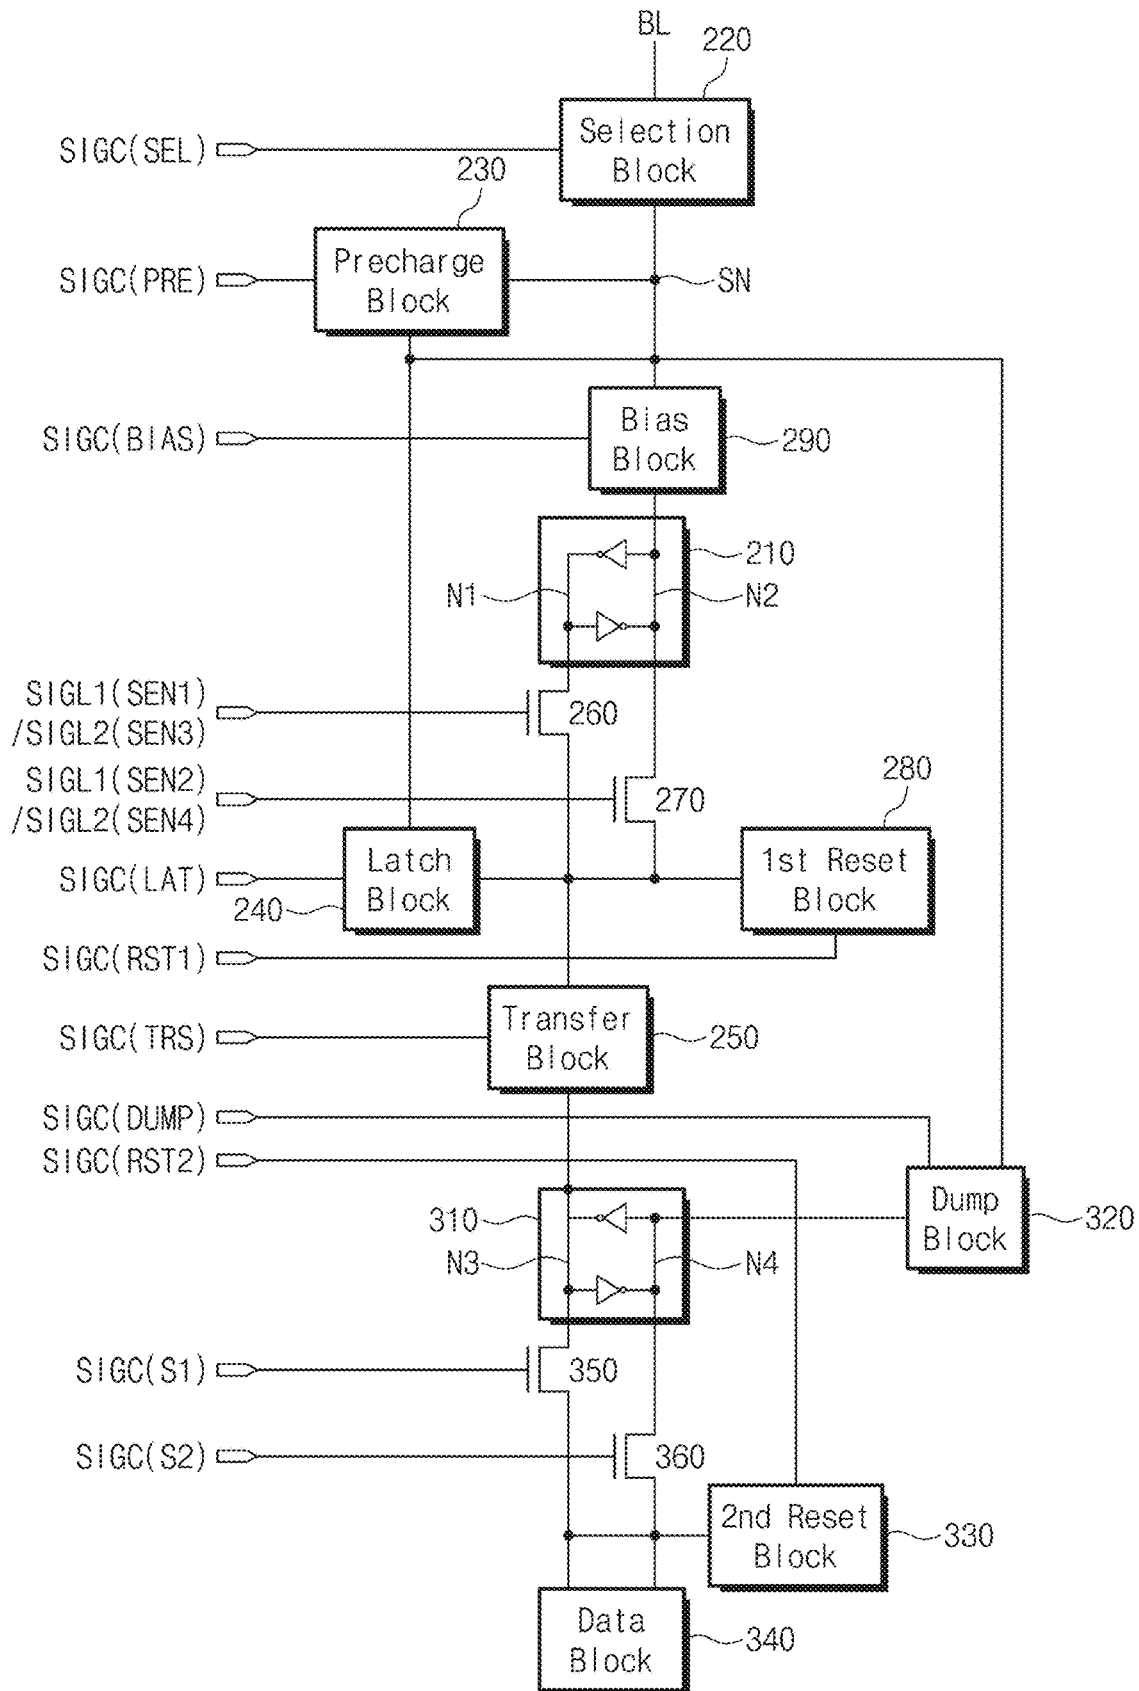 BL
220
Selection
Block
SIGC(SEL)
230
Precharge
Block
SIGC(PRE)
SN
Bias
Block
SIGC(BIAS)
290
210
N1
N2
SIGL1(SEN1)
/SIGL2(SEN3)
260
SIGL1(SEN2)
/SIGL2(SEN4)
270
280
Latch
Block
1st Reset
Block
SIGC(LAT)
240
SIGC(RST1)
Transfer
Block
SIGC(TRS)
250
SIGC(DUMP)
SIGC(RST2)
Dump
Block
320
310
N3
N4
SIGC(S1)
350
SIGC(S2)
360
2nd Reset
Block
330
Data
Block
340